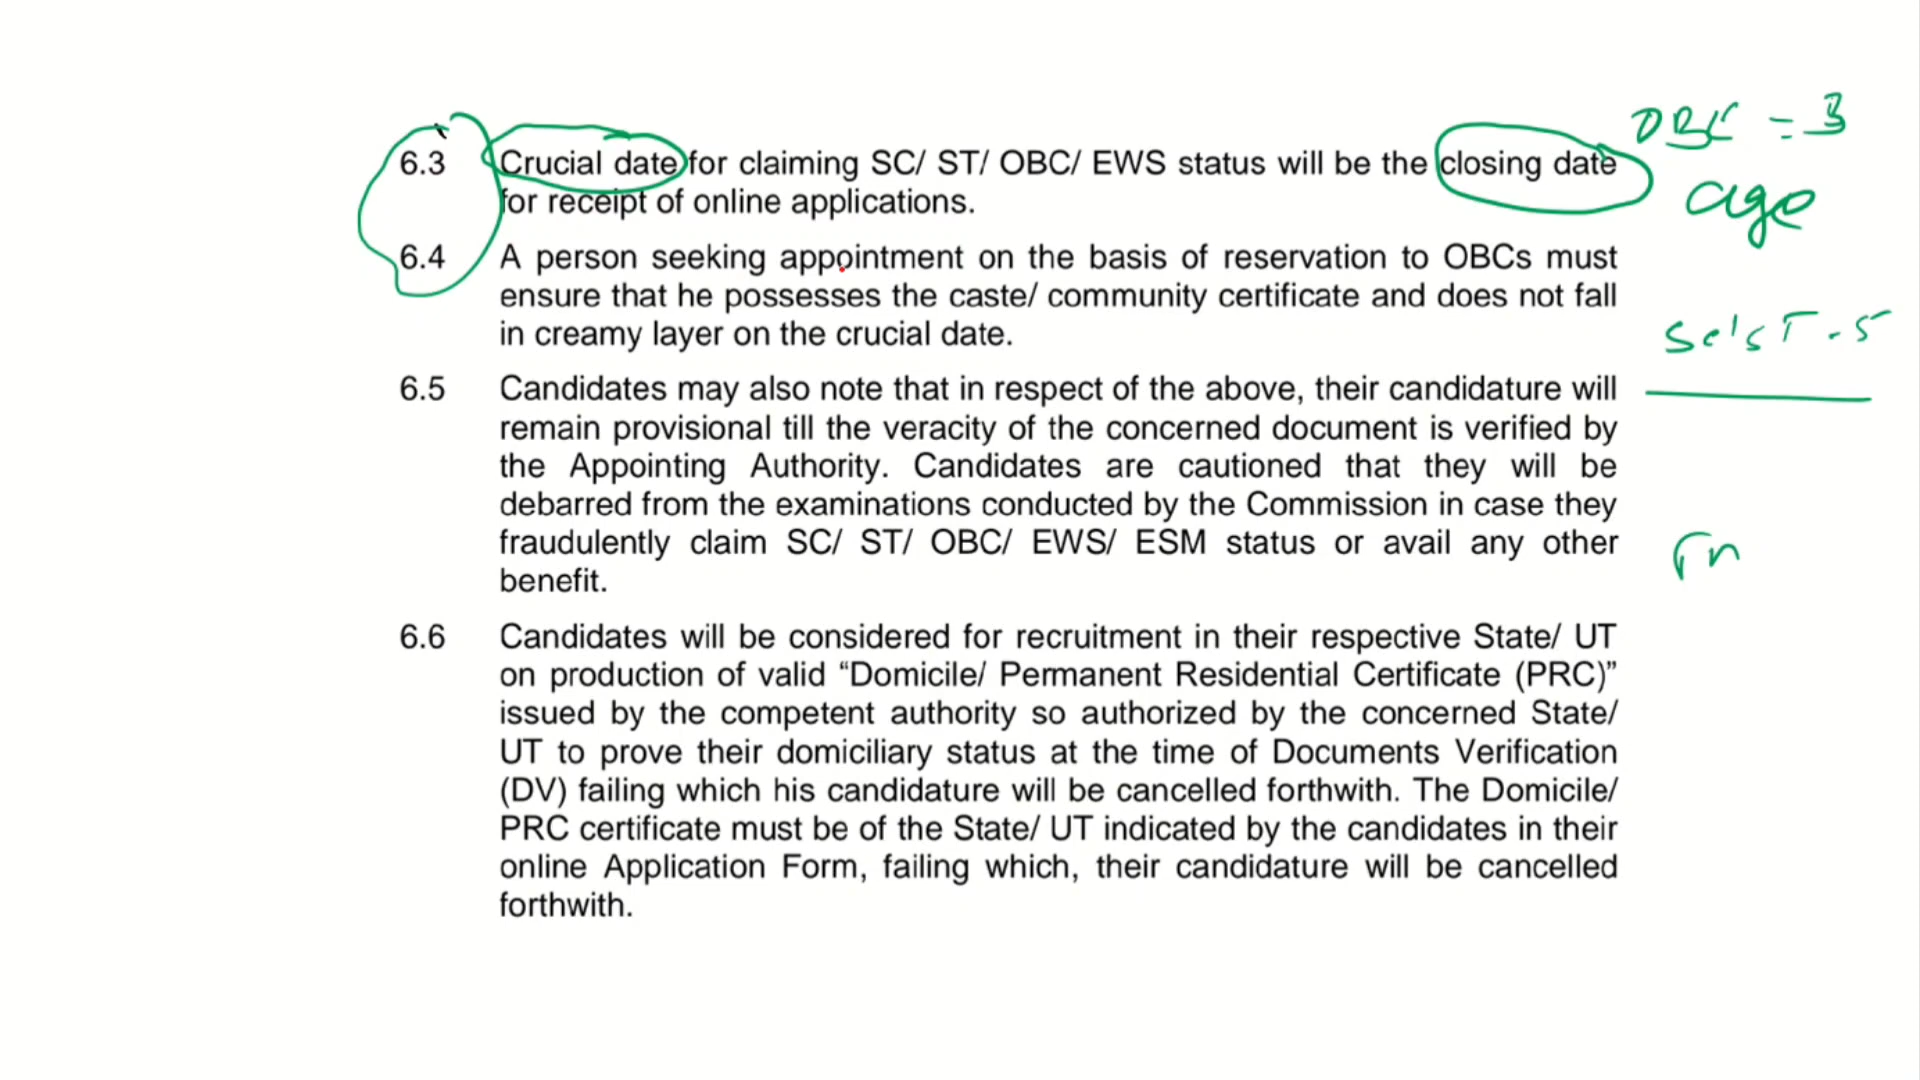 OBC = 3
6.3 Crucial date for claiming SC/ ST/ OBC/ EWS status will be the closing date
for receipt of online applications.
age
6.4 A person seeking appointment on the basis of reservation to OBCs must
ensure that he possesses the caste/ community certificate and does not fall
in creamy layer on the crucial date.
6.5 Candidates may also note that in respect of the above, their candidature will
remain provisional till the veracity of the concerned document is verified by
the Appointing Authority. Candidates are cautioned that they will be
debarred from the examinations conducted by the Commission in case they
fraudulently claim SC/ ST/ OBC/ EWS/ ESM status or avail any other
benefit.
6.6 Candidates will be considered for recruitment in their respective State/ UT
on production of valid “Domicile/ Permanent Residential Certificate (PRC)”
issued by the competent authority so authorized by the concerned State/
UT to prove their domiciliary status at the time of Documents Verification
(DV) failing which his candidature will be cancelled forthwith. The Domicile/
PRC certificate must be of the State/ UT indicated by the candidates in their
online Application Form, failing which, their candidature will be cancelled
forthwith.